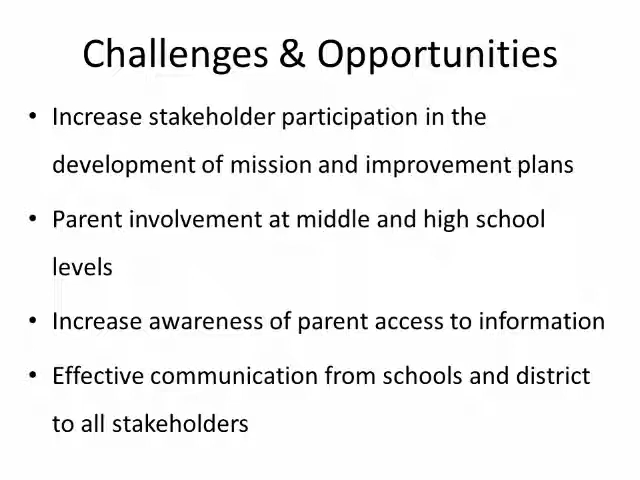 Challenges & Opportunities
• Increase stakeholder participation in the
development of mission and improvement plans
• Parent involvement at middle and high school
levels
• Increase awareness of parent access to information
• Effective communication from schools and district
to all stakeholders